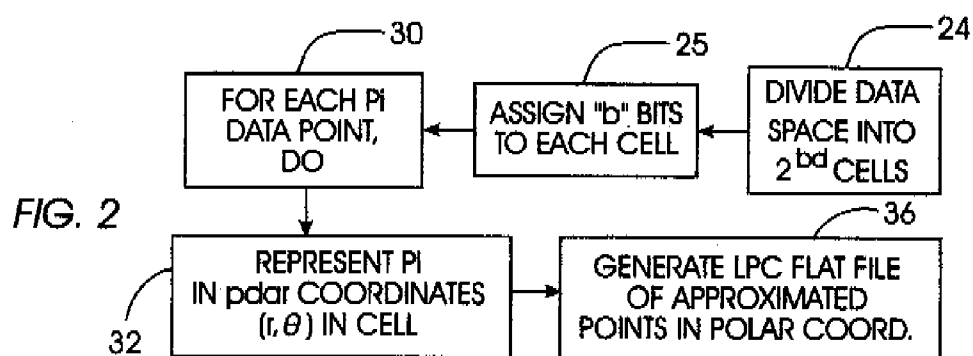 30
25
24
FOR EACH Pi
DATA POINT,
DO
ASSIGN "b" BITS
TO EACH CELL
DIVIDE DATA
SPACE INTO
2^bd CELLS
FIG. 2
36
REPRESENT Pi
IN pdar COORDINATES
(r, θ) IN CELL
GENERATE LPC FLAT FILE
OF APPROXIMATED
POINTS IN POLAR COORD.
32